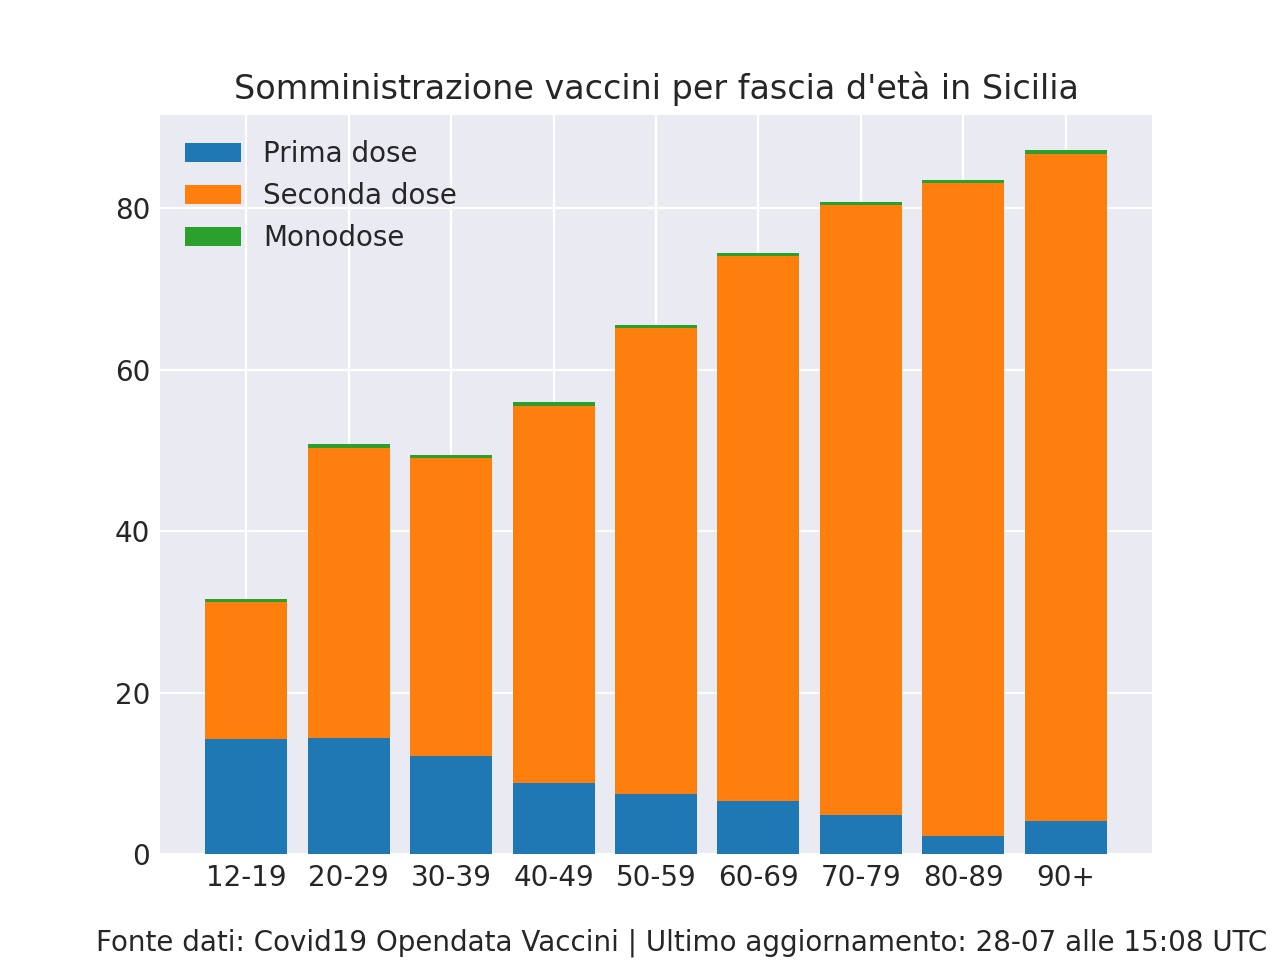 Somministrazione vaccini per fascia d'età in Sicilia
Prima dose
Seconda dose
Monodose
80
60
40
20
0
12-19 20-29 30-39 40-49 50-59 60-69 70-79 80-89 90+
Fonte dati: Covid19 Opendata Vaccini | Ultimo aggiornamento: 28-07 alle 15:08 UTC